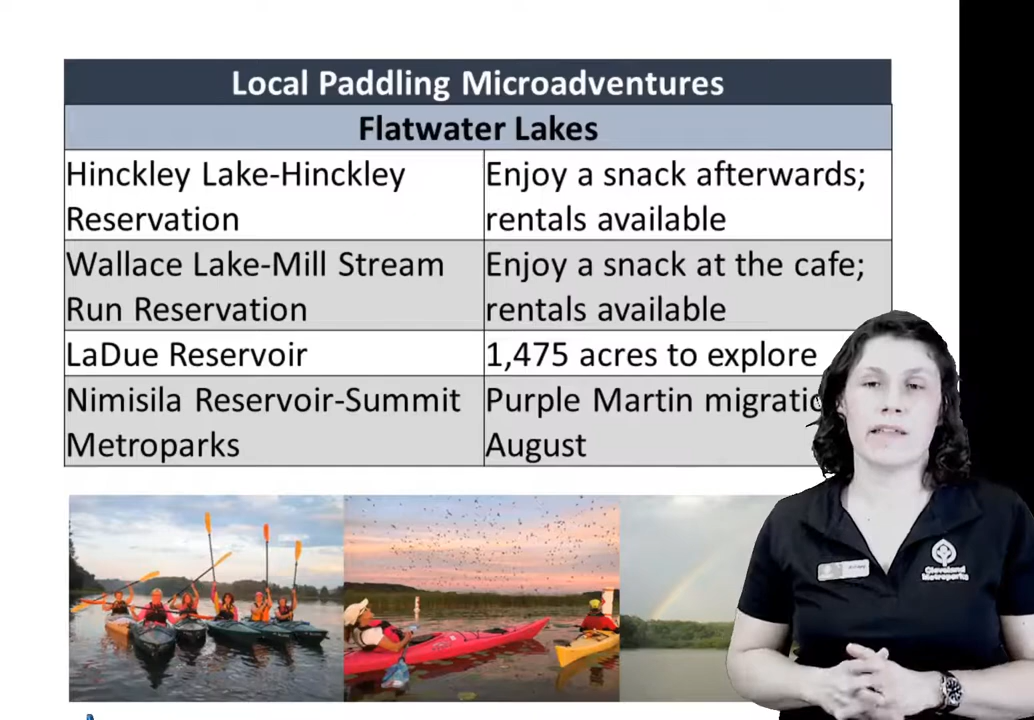 Local Paddling Microadventures
Flatwater Lakes
Hinckley Lake-Hinckley
Reservation
Enjoy a snack afterwards;
rentals available
Wallace Lake-Mill Stream
Run Reservation
Enjoy a snack at the cafe;
rentals available
LaDue Reservoir
1,475 acres to explore
Nimisila Reservoir-Summit
Metroparks
Purple Martin
August
Cleveland
Metroparks